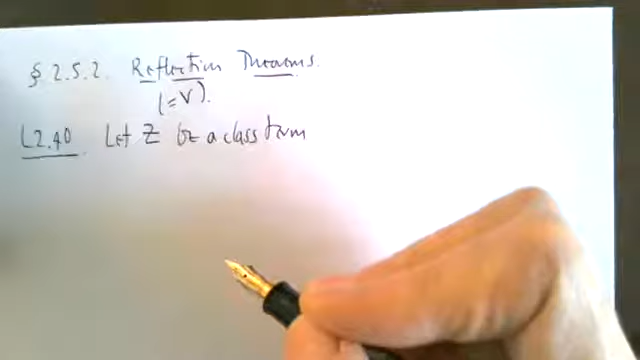 § 2.5.2. Reflection Theorems.
(=V).
L2.40 Let Z be a class term